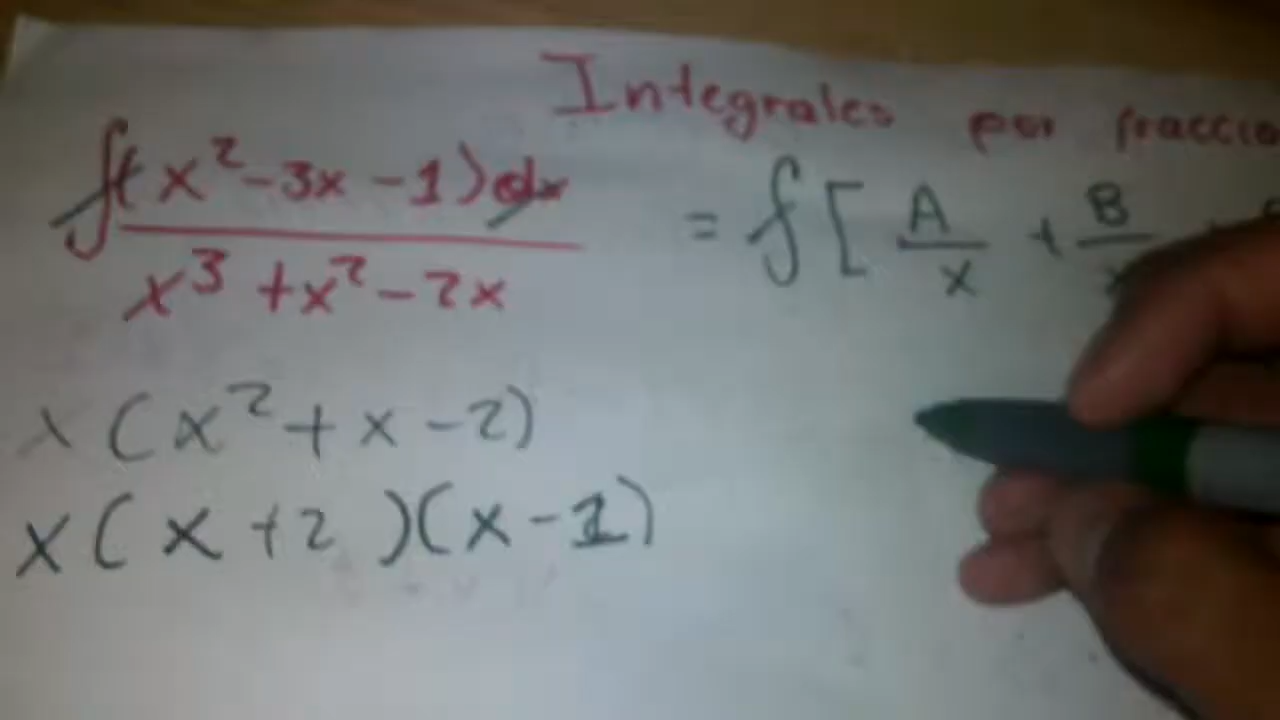 Integrales por
∫(x²-3x-1)dx
x³+x²-2x
= ∫[A/x + B/x
x(x²+x-2)
x(x+2)(x-1)